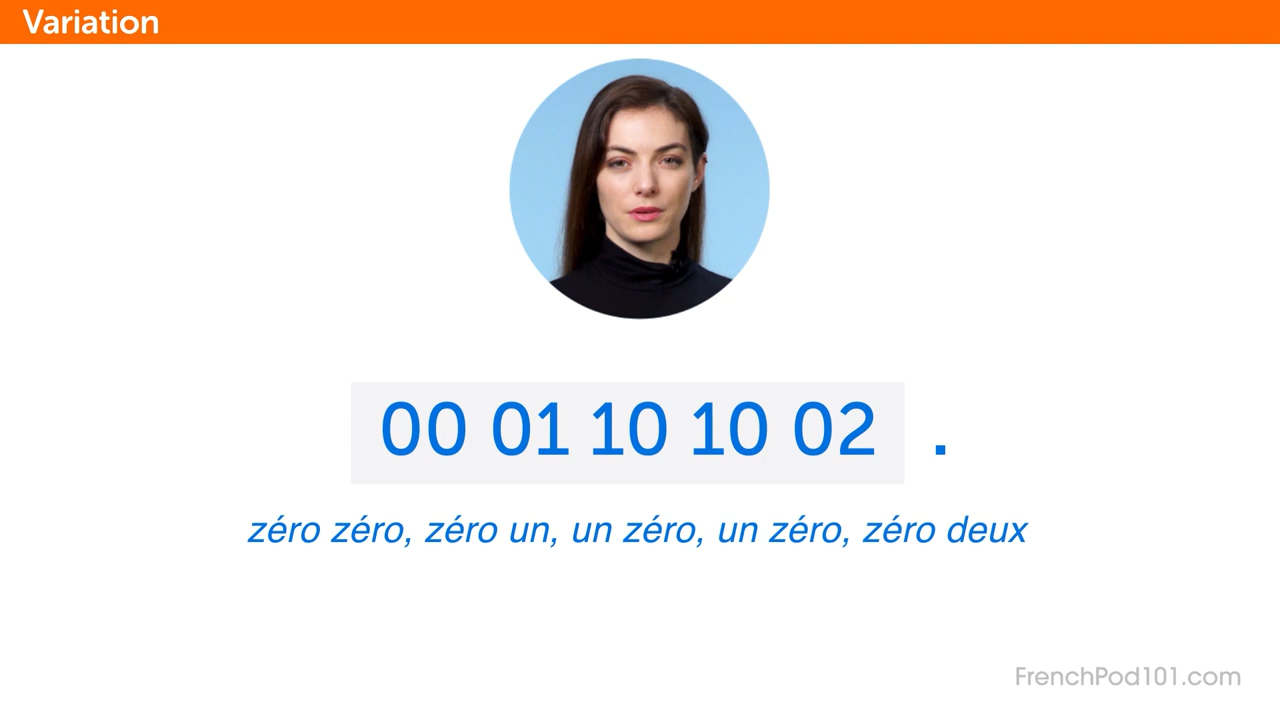 Variation
00 01 10 10 02 .
zéro zéro, zéro un, un zéro, un zéro, zéro deux
FrenchPod101.com